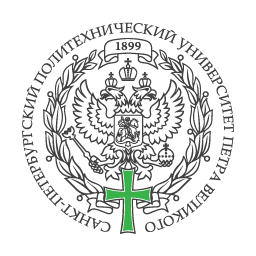 САНКТ-ПЕТЕРБУРГСКИЙ ПОЛИТЕХНИЧЕСКИЙ УНИВЕРСИТЕТ ПЕТРА ВЕЛИКОГО
1899